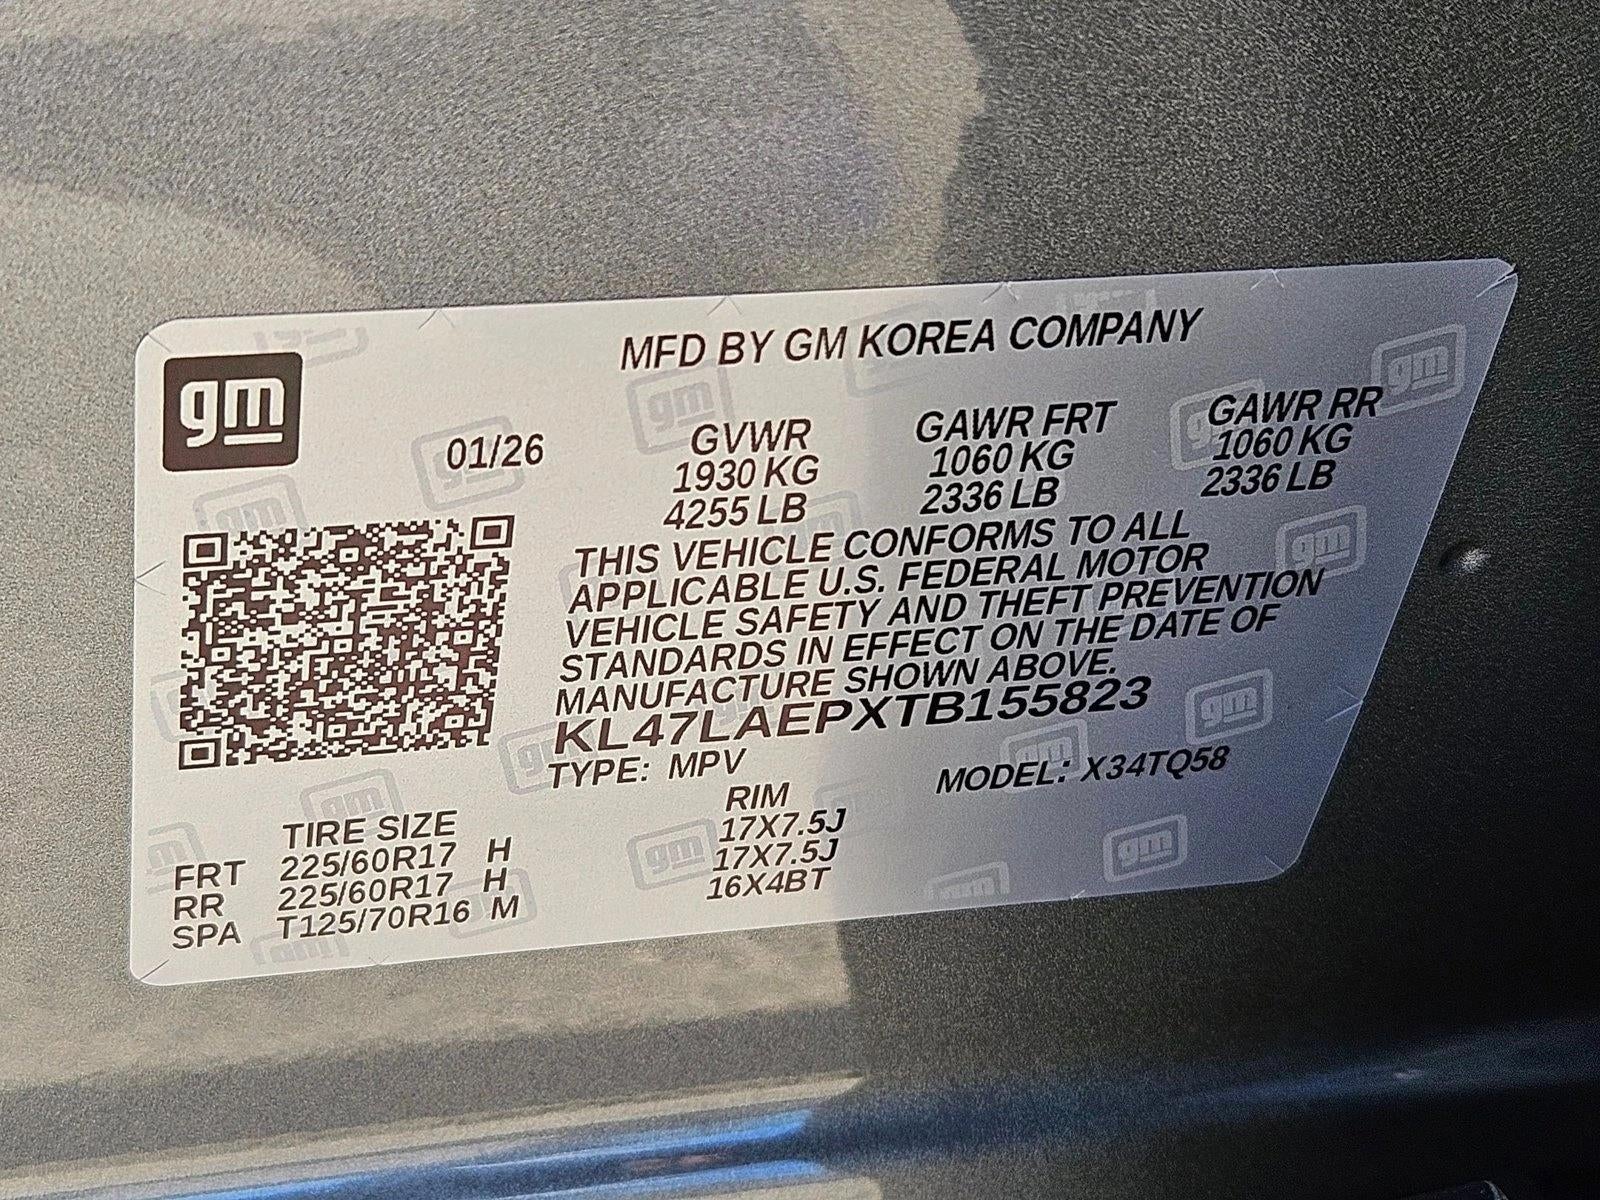 gm
MFD BY GM KOREA COMPANY
01/26
GVWR GAWR FRT GAWR RR
1930 KG 1060 KG 1060 KG
4255 LB 2336 LB 2336 LB
THIS VEHICLE CONFORMS TO ALL
APPLICABLE U.S. FEDERAL MOTOR
VEHICLE SAFETY AND THEFT PREVENTION
STANDARDS IN EFFECT ON THE DATE OF
MANUFACTURE SHOWN ABOVE.
KL47LAEPXTB155823
TYPE: MPV MODEL: X34TQ58
TIRE SIZE RIM
FRT 225/60R17 H 17X7.5J
RR 225/60R17 H 17X7.5J
SPA T125/70R16 M 16X4BT